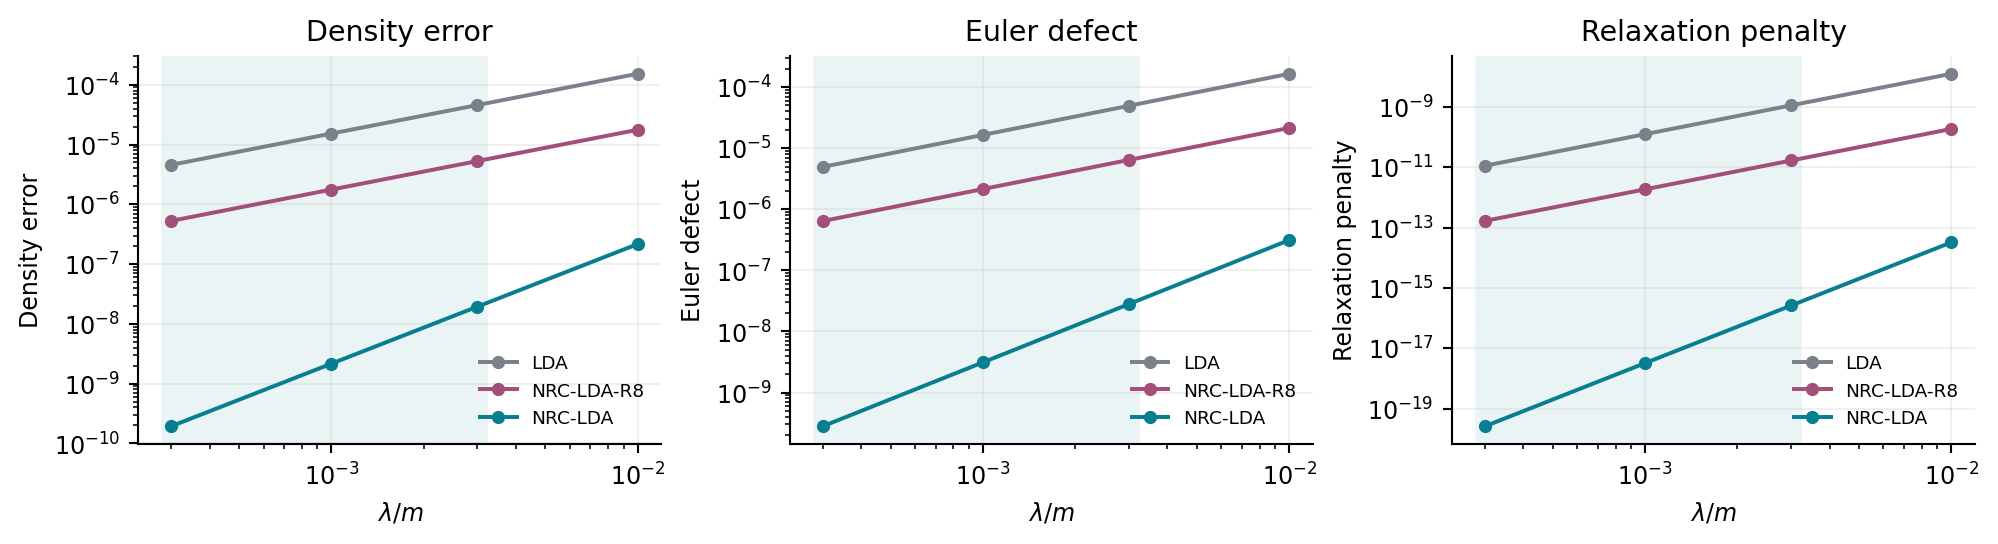 Density error
Density error
10⁻⁴
10⁻⁵
10⁻⁶
10⁻⁷
10⁻⁸
10⁻⁹
10⁻¹⁰
LDA
NRC-LDA-R8
NRC-LDA
10⁻³
10⁻²
λ/m
Euler defect
Euler defect
10⁻⁴
10⁻⁵
10⁻⁶
10⁻⁷
10⁻⁸
10⁻⁹
LDA
NRC-LDA-R8
NRC-LDA
10⁻³
10⁻²
λ/m
Relaxation penalty
Relaxation penalty
10⁻⁹
10⁻¹¹
10⁻¹³
10⁻¹⁵
10⁻¹⁷
10⁻¹⁹
LDA
NRC-LDA-R8
NRC-LDA
10⁻³
10⁻²
λ/m